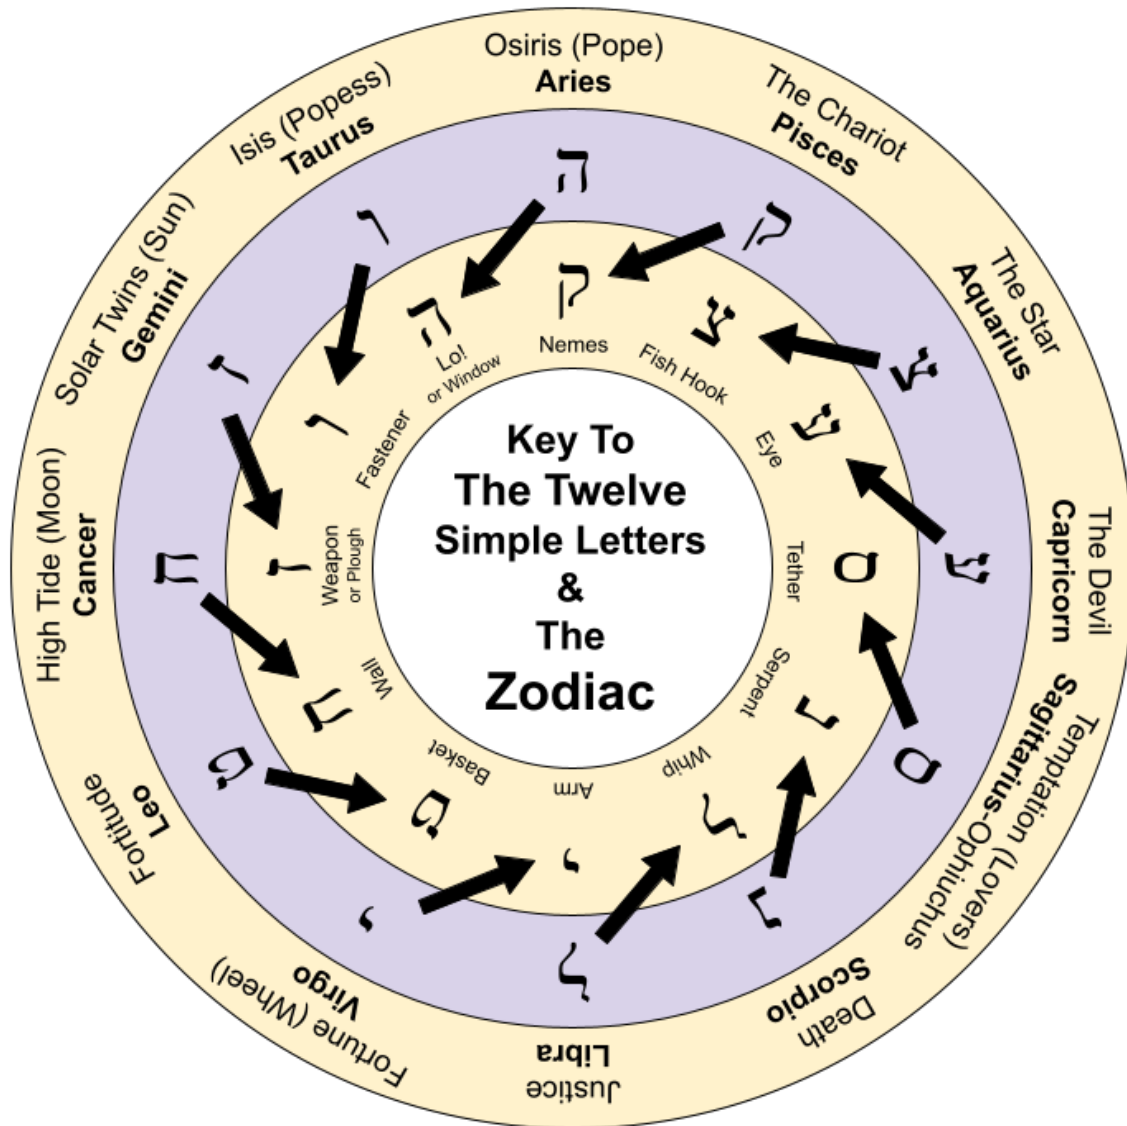 Osiris (Pope)
Aries
Isis (Popess)
Taurus
Solar Twins (Sun)
Gemini
High Tide (Moon)
Cancer
Fortitude
Leo
Fortune (Wheel)
Virgo
Justice
Libra
Death
Scorpio
Temptation (Lovers)
Sagittarius-Ophiuchus
The Devil
Capricorn
The Star
Aquarius
The Chariot
Pisces
ה
ו
ז
ח
ט
י
ל
נ
ס
ש
צ
ק
ק
Nemes
ה
Lo!
or Window
ו
Fastener
ז
Weapon
or Plough
ח
Wall
ט
Basket
י
Arm
ל
Whip
נ
Serpent
ס
Tether
ש
Eye
צ
Fish Hook
Key To
The Twelve
Simple Letters
&
The
Zodiac